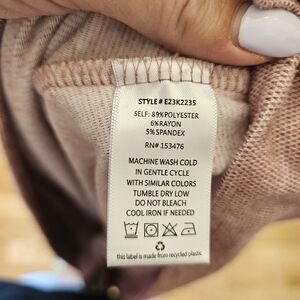 STYLE# E23K2235
SELF: 89%POLYESTER
6%RAYON
5%SPANDEX
RN# 153476
MACHINE WASH COLD
IN GENTLE CYCLE
WITH SIMILAR COLORS
TUMBLE DRY LOW
DO NOT BLEACH
COOL IRON IF NEEDED
this label is made from recycled plastic